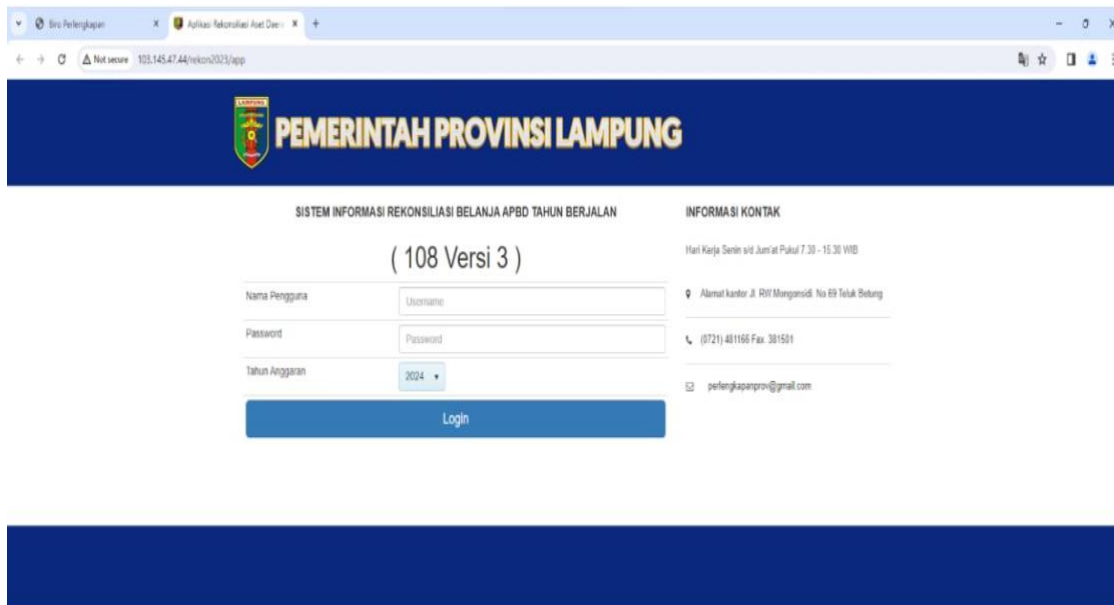 Biro Perlengkapan
Aplikasi Rekonsiliasi Aset Daer
Not secure 103.145.47.44/rekon2023/app
LAMPUNG
PEMERINTAH PROVINSI LAMPUNG
SISTEM INFORMASI REKONSILIASI BELANJA APBD TAHUN BERJALAN
( 108 Versi 3 )
Nama Pengguna
Username
Password
Password
Tahun Anggaran
2024
Login
INFORMASI KONTAK
Hari Kerja Senin s/d Jum'at Pukul 7.30 - 15.30 WIB
Alamat kantor Jl. RW Mongonsidi No 69 Teluk Betung
(0721) 481166 Fax. 381501
perlengkapanprov@gmail.com